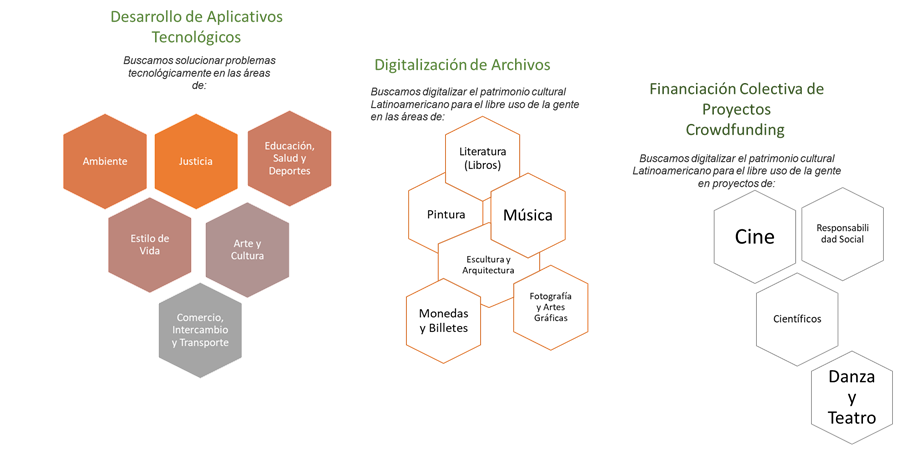 Desarrollo de Aplicativos
Tecnológicos
Buscamos solucionar problemas
tecnológicamente en las áreas
de:
Ambiente
Justicia
Educación,
Salud y
Deportes
Estilo de
Vida
Arte y
Cultura
Comercio,
Intercambio
y Transporte
Digitalización de Archivos
Buscamos digitalizar el patrimonio cultural
Latinoamericano para el libre uso de la gente
en las áreas de:
Literatura
(Libros)
Pintura
Música
Escultura y
Arquitectura
Monedas
y Billetes
Fotografía
y Artes
Gráficas
Financiación Colectiva de
Proyectos
Crowdfunding
Buscamos digitalizar el patrimonio cultural
Latinoamericano para el libre uso de la gente
en proyectos de:
Cine
Responsabili
dad Social
Científicos
Danza
y
Teatro